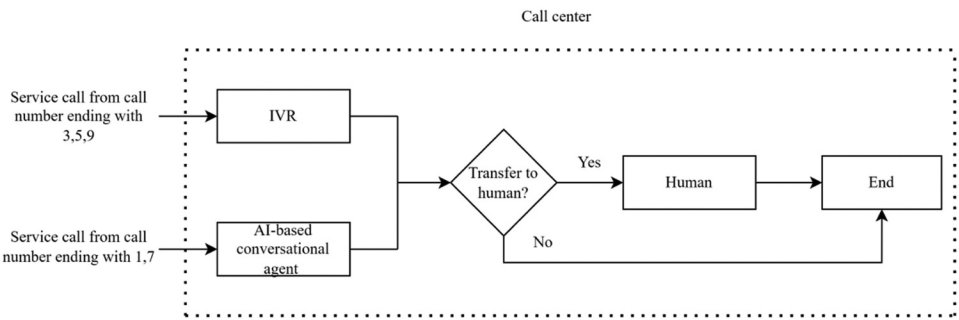 Call center
Service call from call
number ending with
3,5,9
IVR
Transfer to
human?
Yes
Human
End
No
Service call from call
number ending with 1,7
AI-based
conversational
agent